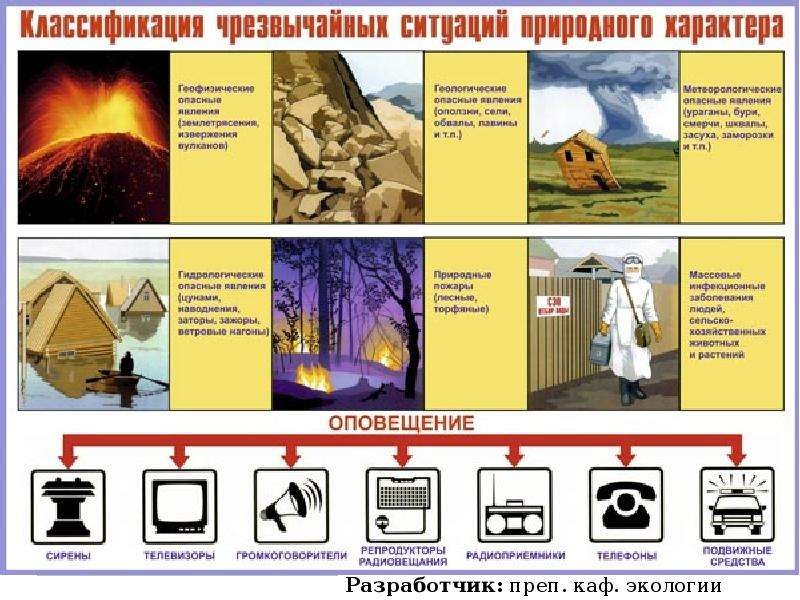 Классификация чрезвычайных ситуаций природного характера
Геофизические
опасные
явления
(землетрясения,
извержения
вулканов)
Геологические
опасные явления
(оползни, сели,
обвалы, лавины
и т.п.)
Метеорологические
опасные явления
(ураганы, бури,
смерчи, шквалы,
засуха, заморозки
и т.п.)
Гидрологические
опасные явления
(цунами,
наводнения,
заторы, зажоры,
ветровые нагоны)
Природные
пожары
(лесные,
торфяные)
СЭО
Массовые
инфекционные
заболевания
людей,
сельско-
хозяйственных
животных
и растений
ОПОВЕЩЕНИЕ
СИРЕНЫ
ТЕЛЕВИЗОРЫ
ГРОМКОГОВОРИТЕЛИ
РЕПРОДУКТОРЫ
РАДИОВЕЩАНИЯ
РАДИОПРИЕМНИКИ
ТЕЛЕФОНЫ
ПОДВИЖНЫЕ
СРЕДСТВА
Разработчик: преп. каф. экологии